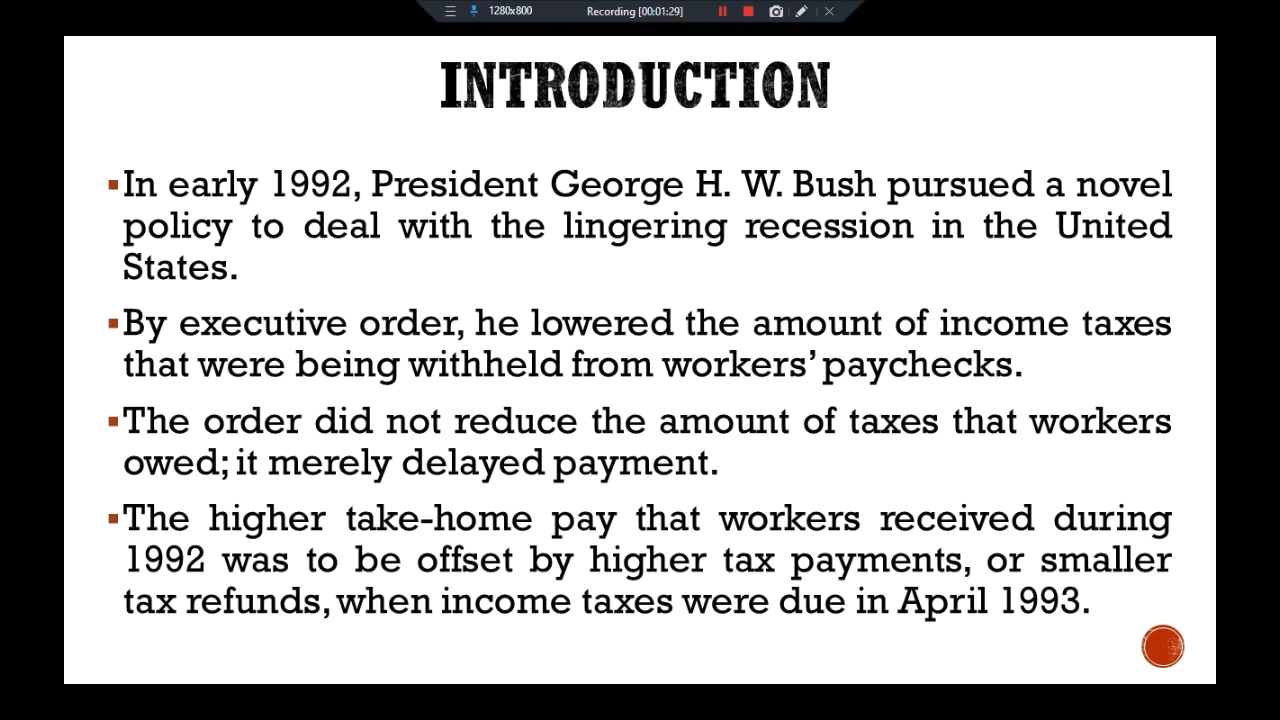 1280x800 Recording [00:01:29]
INTRODUCTION
▪In early 1992, President George H. W. Bush pursued a novel
policy to deal with the lingering recession in the United
States.
▪By executive order, he lowered the amount of income taxes
that were being withheld from workers’ paychecks.
▪The order did not reduce the amount of taxes that workers
owed; it merely delayed payment.
▪The higher take-home pay that workers received during
1992 was to be offset by higher tax payments, or smaller
tax refunds, when income taxes were due in April 1993.